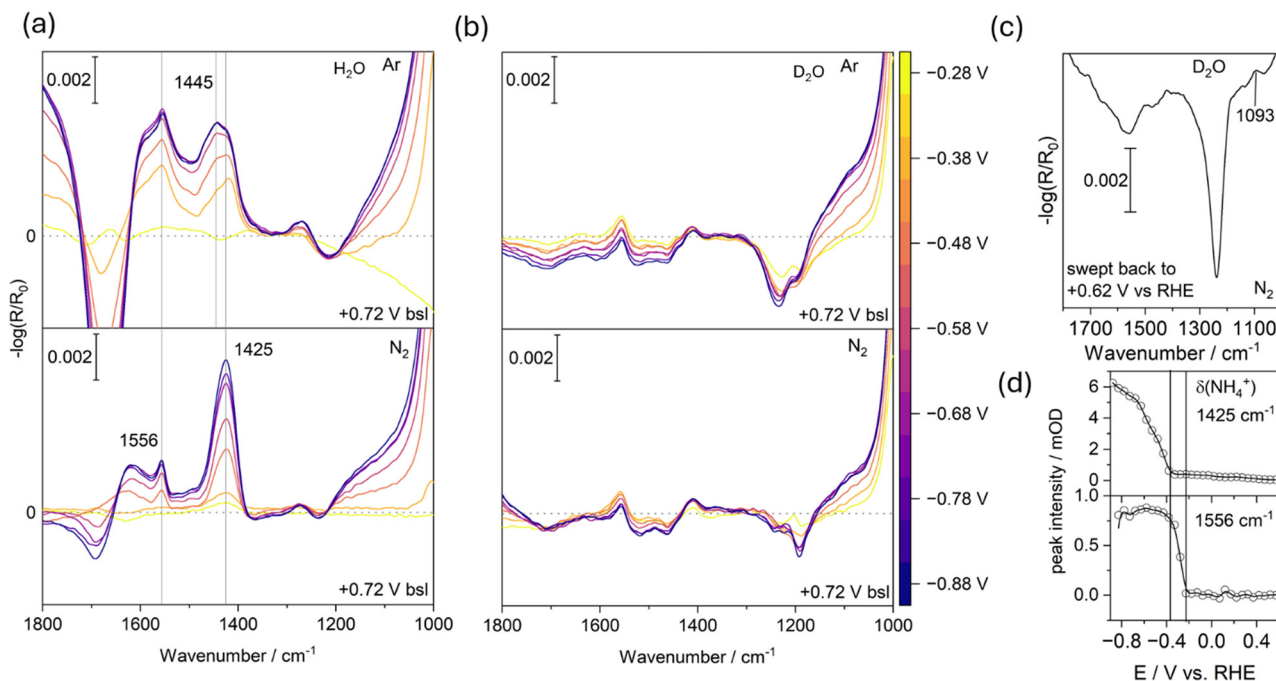 (a)
0.002
1445
H₂O
Ar
0
+0.72 V bsl
0.002
N₂
1425
1556
0
+0.72 V bsl
1800
1600
1400
1200
1000
Wavenumber / cm⁻¹
-log(R/R₀)
(b)
0.002
D₂O
Ar
+0.72 V bsl
0.002
N₂
+0.72 V bsl
1800
1600
1400
1200
1000
Wavenumber / cm⁻¹
−0.28 V
−0.38 V
−0.48 V
−0.58 V
−0.68 V
−0.78 V
−0.88 V
(c)
D₂O
1093
0.002
swept back to
+0.62 V vs RHE
N₂
-log(R/R₀)
1700
1500
1300
1100
Wavenumber / cm⁻¹
(d)
6
4
2
0
δ(NH₄⁺)
1425 cm⁻¹
1.0
0.5
0.0
1556 cm⁻¹
peak intensity / mOD
−0.8
−0.4
0.0
0.4
E / V vs. RHE